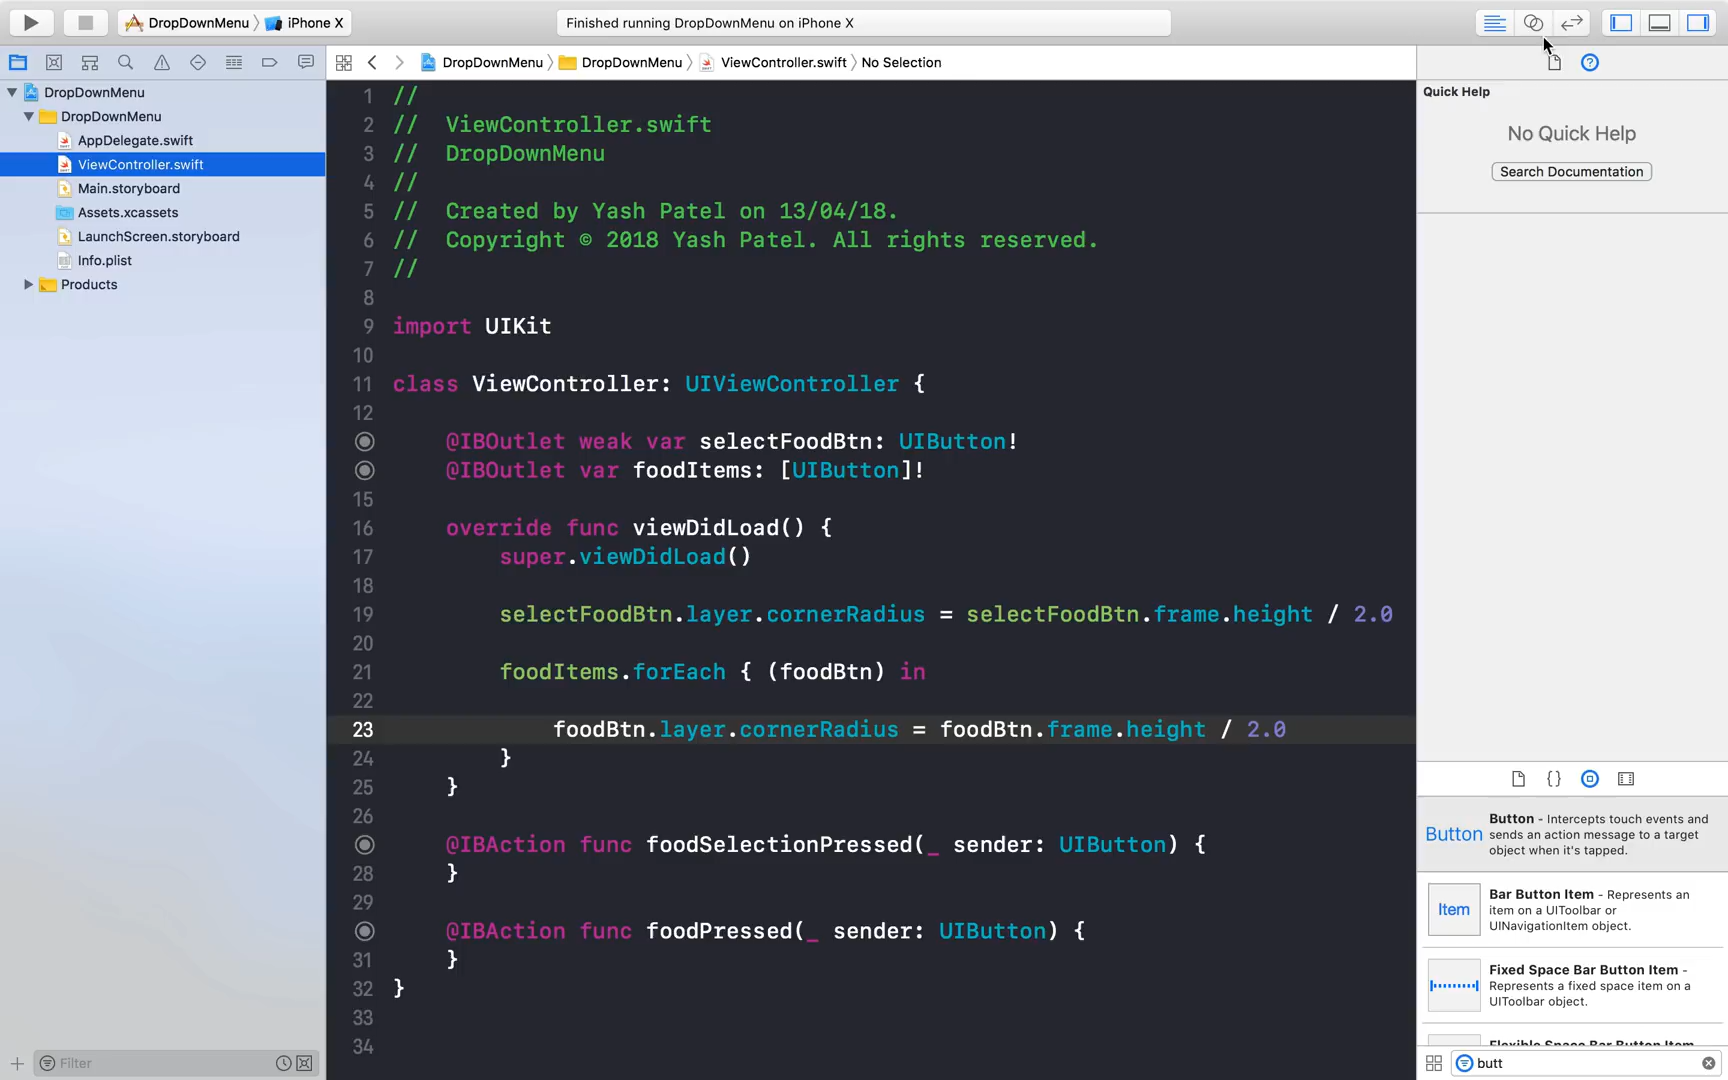 DropDownMenu 〉 iPhone X
Finished running DropDownMenu on iPhone X
DropDownMenu 〉 DropDownMenu 〉 ViewController.swift 〉 No Selection
DropDownMenu
DropDownMenu
AppDelegate.swift
ViewController.swift
Main.storyboard
Assets.xcassets
LaunchScreen.storyboard
Info.plist
Products
Filter
1 //
2 //  ViewController.swift
3 //  DropDownMenu
4 //
5 //  Created by Yash Patel on 13/04/18.
6 //  Copyright © 2018 Yash Patel. All rights reserved.
7 //
8
9 import UIKit
10
11 class ViewController: UIViewController {
12
    @IBOutlet weak var selectFoodBtn: UIButton!
    @IBOutlet var foodItems: [UIButton]!
15
16     override func viewDidLoad() {
17         super.viewDidLoad()
18
19         selectFoodBtn.layer.cornerRadius = selectFoodBtn.frame.height / 2.0
20
21         foodItems.forEach { (foodBtn) in
22
23             foodBtn.layer.cornerRadius = foodBtn.frame.height / 2.0
24         }
25     }
26
    @IBAction func foodSelectionPressed(_ sender: UIButton) {
28     }
29
    @IBAction func foodPressed(_ sender: UIButton) {
31     }
32 }
33
34
Quick Help
No Quick Help
Search Documentation
{}
Button
Button - Intercepts touch events and
sends an action message to a target
object when it's tapped.
Item
Bar Button Item - Represents an
item on a UIToolbar or
UINavigationItem object.
Fixed Space Bar Button Item -
Represents a fixed space item on a
UIToolbar object.
Flexible Space Bar Button Item
butt